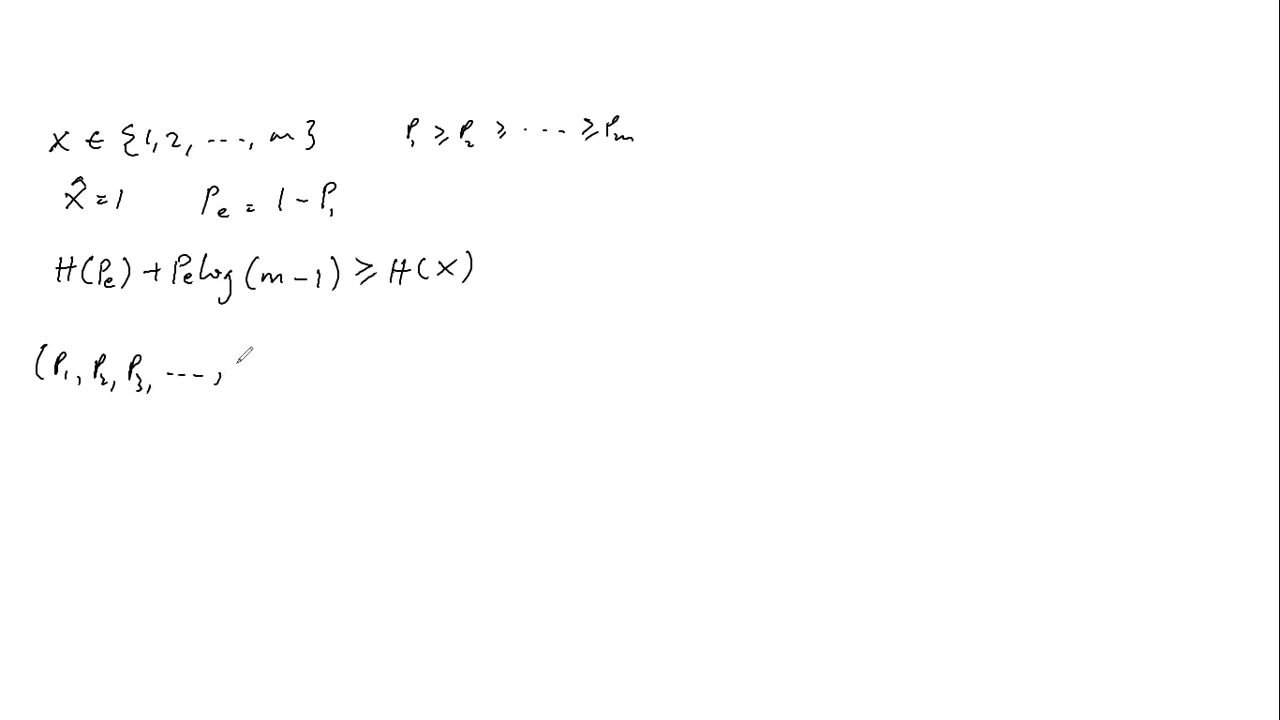 X ∈ {1,2, ..., m} P₁ ≥ P₂ ≥ .... ≥ Pₘ
X̂ = 1 Pₑ = 1 - P₁
H(Pₑ) + Pₑ log (m-1) ≥ H(X)
(P₁, P₂, P₃, ...,